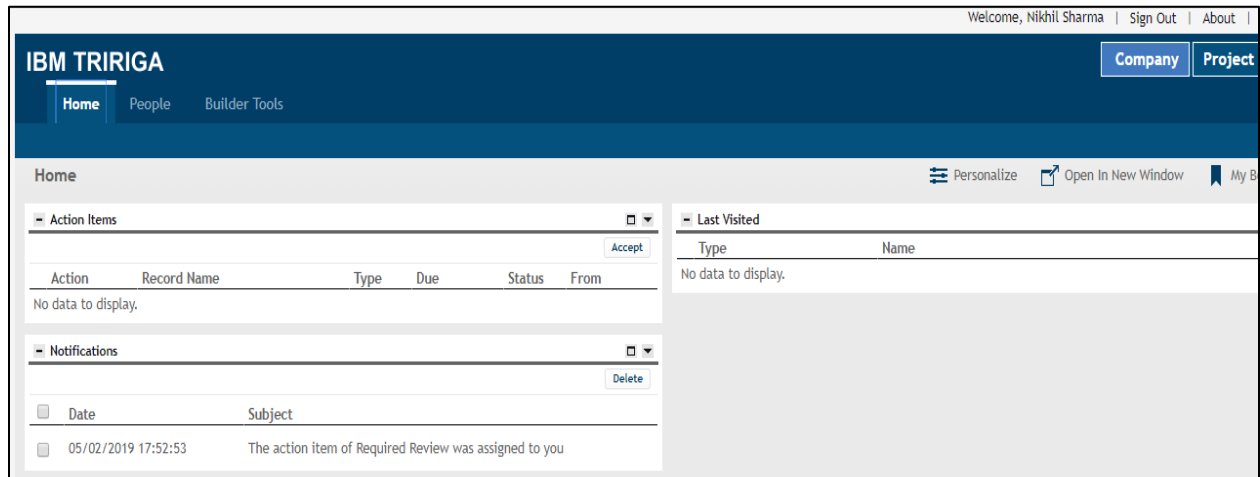 Welcome, Nikhil Sharma | Sign Out | About |
IBM TRIRIGA
Company Project
Home People Builder Tools
Home
Personalize Open In New Window My B
Action Items
Accept
Action Record Name Type Due Status From
No data to display.
Last Visited
Type Name
No data to display.
Notifications
Delete
Date Subject
05/02/2019 17:52:53 The action item of Required Review was assigned to you